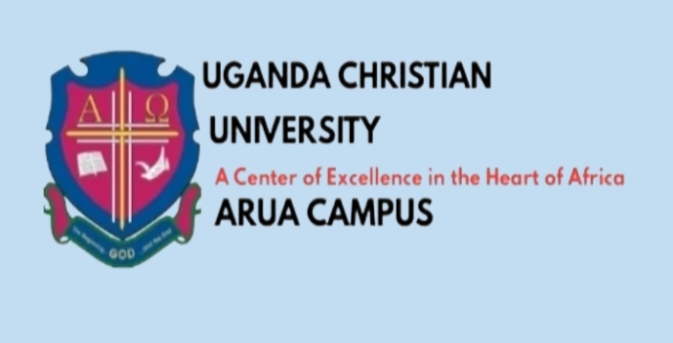 UGANDA CHRISTIAN
UNIVERSITY
A Center of Excellence in the Heart of Africa
ARUA CAMPUS
Α Ω
GOD